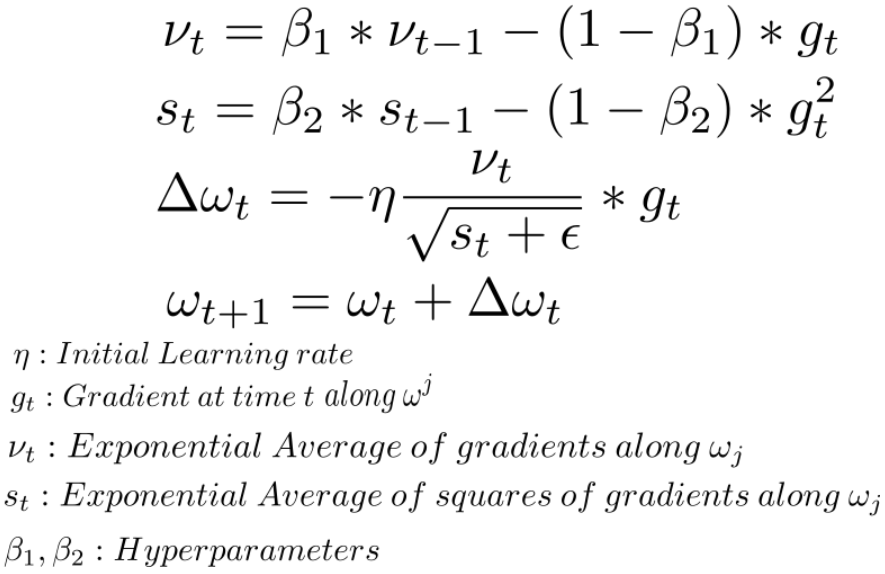 ν_t = β_1 * ν_{t−1} − (1 − β_1) * g_t
s_t = β_2 * s_{t−1} − (1 − β_2) * g_t^2
Δω_t = −η \frac{ν_t}{\sqrt{s_t + ϵ}} * g_t
ω_{t+1} = ω_t + Δω_t
η : Initial Learning rate
g_t : Gradient at time t along ω^j
ν_t : Exponential Average of gradients along ω_j
s_t : Exponential Average of squares of gradients along ω_j
β_1, β_2 : Hyperparameters